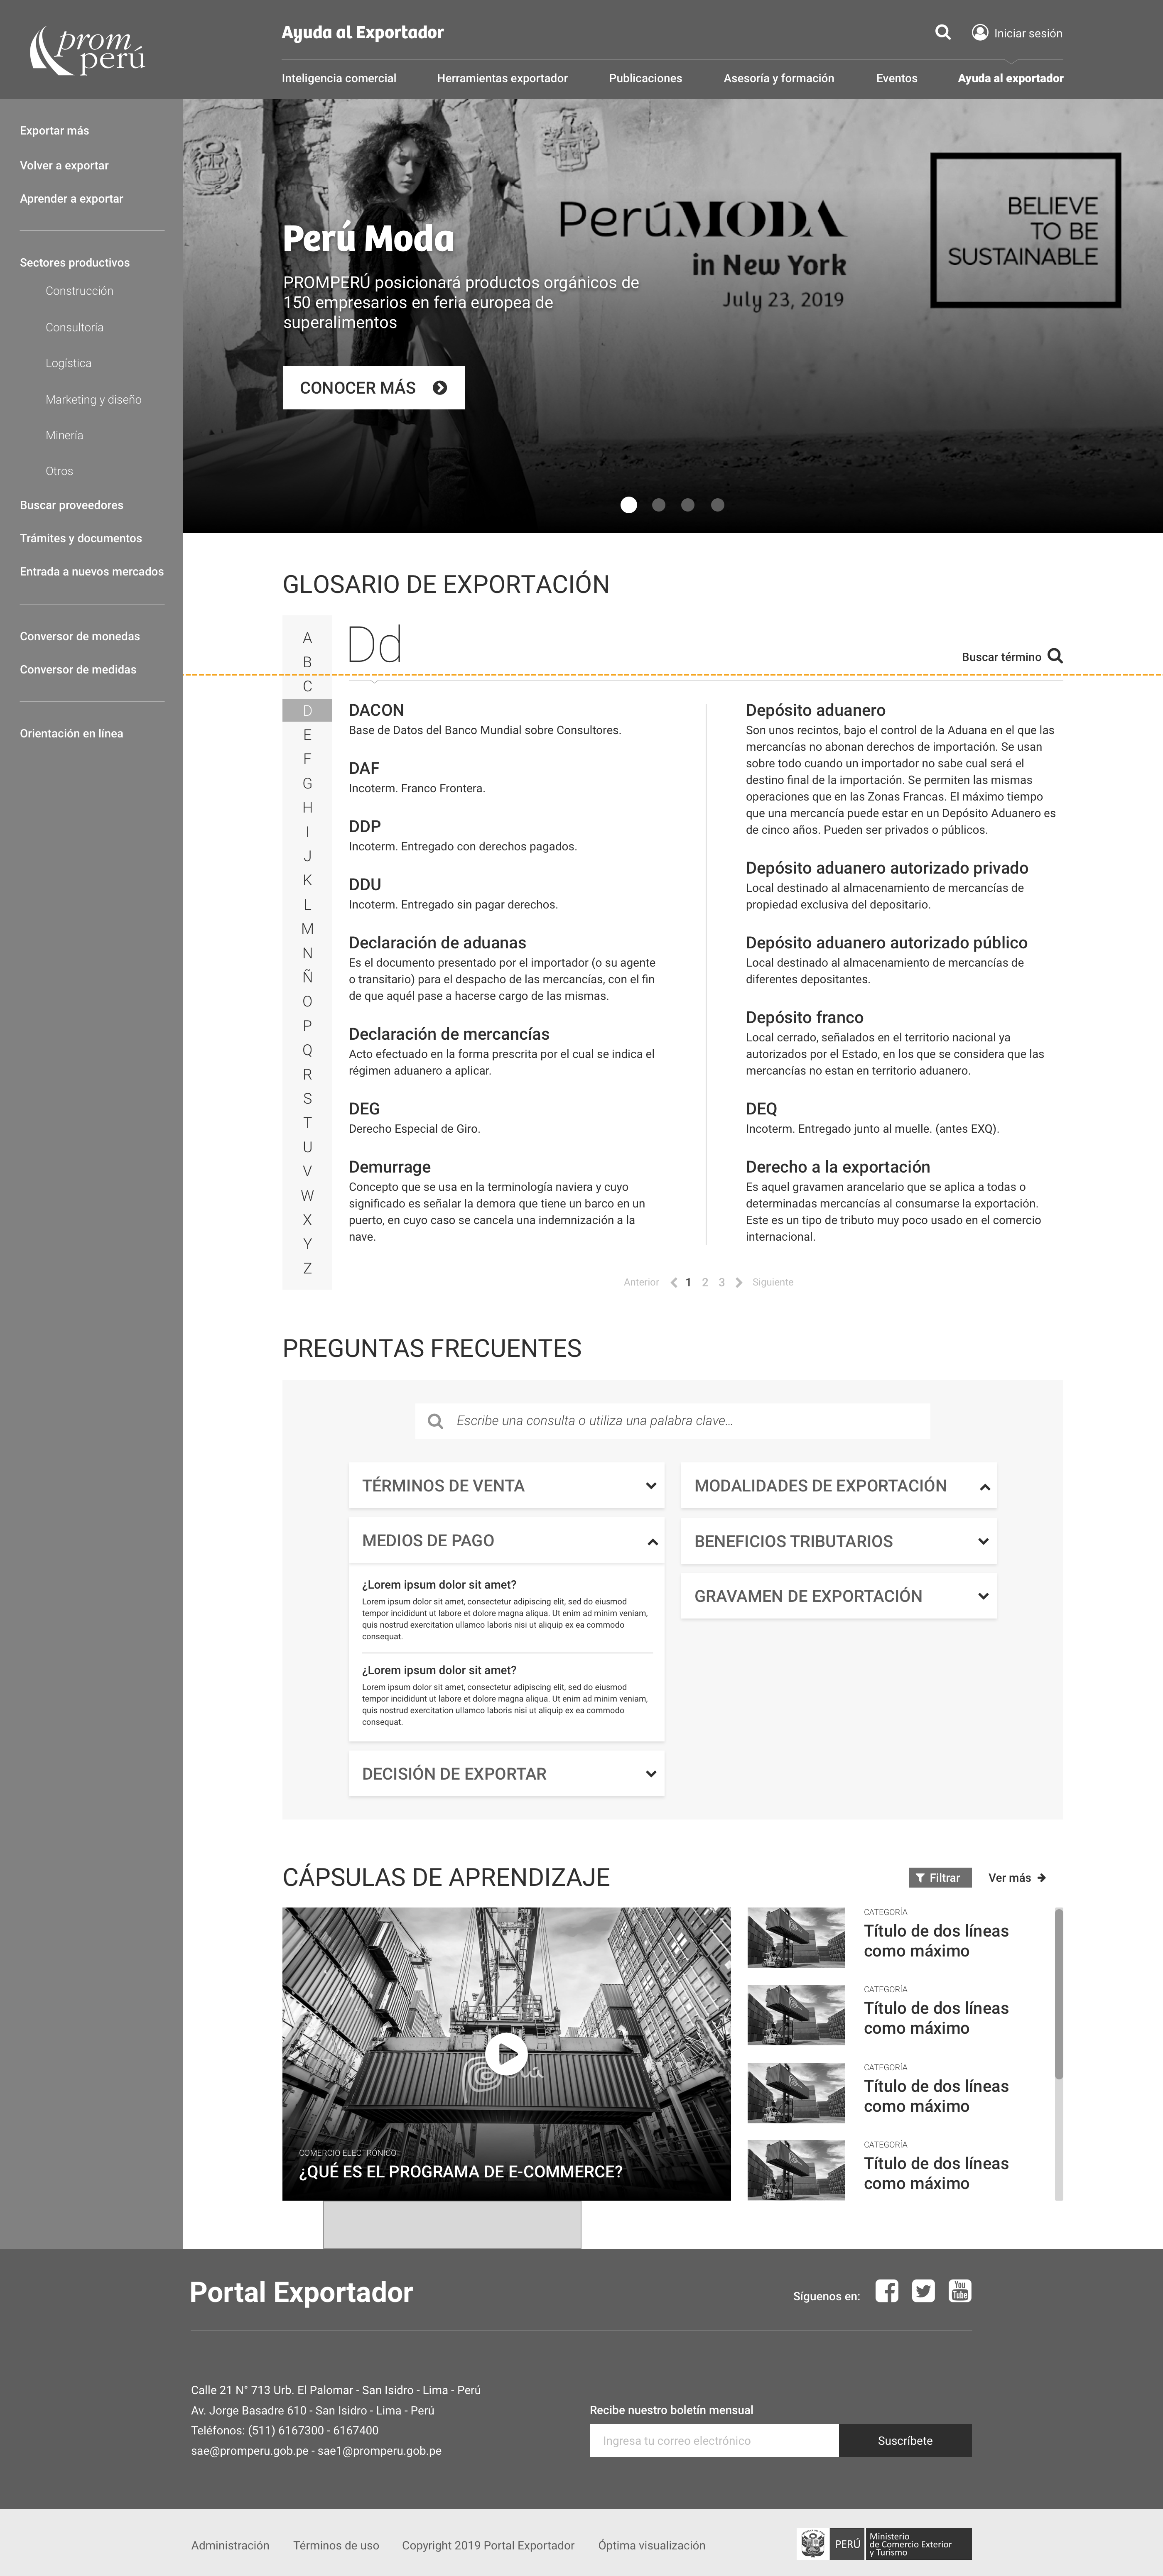 prom
perú
Ayuda al Exportador
Iniciar sesión
Inteligencia comercial
Herramientas exportador
Publicaciones
Asesoría y formación
Eventos
Ayuda al exportador
Exportar más
Volver a exportar
Aprender a exportar
Sectores productivos
Construcción
Consultoría
Logística
Marketing y diseño
Minería
Otros
Buscar proveedores
Trámites y documentos
Entrada a nuevos mercados
Conversor de monedas
Conversor de medidas
Orientación en línea
Perú Moda
PROMPERÚ posicionará productos orgánicos de
150 empresarios en feria europea de
superalimentos
CONOCER MÁS
PerúMODA
in New York
July 23, 2019
BELIEVE
TO BE
SUSTAINABLE
GLOSARIO DE EXPORTACIÓN
A
B
C
D
E
F
G
H
I
J
K
L
M
N
Ñ
O
P
Q
R
S
T
U
V
W
X
Y
Z
Dd
Buscar término
DACON
Base de Datos del Banco Mundial sobre Consultores.
DAF
Incoterm. Franco Frontera.
DDP
Incoterm. Entregado con derechos pagados.
DDU
Incoterm. Entregado sin pagar derechos.
Declaración de aduanas
Es el documento presentado por el importador (o su agente
o transitario) para el despacho de las mercancías, con el fin
de que aquél pase a hacerse cargo de las mismas.
Declaración de mercancías
Acto efectuado en la forma prescrita por el cual se indica el
régimen aduanero a aplicar.
DEG
Derecho Especial de Giro.
Demurrage
Concepto que se usa en la terminología naviera y cuyo
significado es señalar la demora que tiene un barco en un
puerto, en cuyo caso se cancela una indemnización a la
nave.
Depósito aduanero
Son unos recintos, bajo el control de la Aduana en el que las
mercancías no abonan derechos de importación. Se usan
sobre todo cuando un importador no sabe cual será el
destino final de la importación. Se permiten las mismas
operaciones que en las Zonas Francas. El máximo tiempo
que una mercancía puede estar en un Depósito Aduanero es
de cinco años. Pueden ser privados o públicos.
Depósito aduanero autorizado privado
Local destinado al almacenamiento de mercancías de
propiedad exclusiva del depositario.
Depósito aduanero autorizado público
Local destinado al almacenamiento de mercancías de
diferentes depositantes.
Depósito franco
Local cerrado, señalados en el territorio nacional ya
autorizados por el Estado, en los que se considera que las
mercancías no estan en territorio aduanero.
DEQ
Incoterm. Entregado junto al muelle. (antes EXQ).
Derecho a la exportación
Es aquel gravamen arancelario que se aplica a todas o
determinadas mercancías al consumarse la exportación.
Este es un tipo de tributo muy poco usado en el comercio
internacional.
Anterior 1 2 3 Siguiente
PREGUNTAS FRECUENTES
Escribe una consulta o utiliza una palabra clave...
TÉRMINOS DE VENTA
MEDIOS DE PAGO
¿Lorem ipsum dolor sit amet?
Lorem ipsum dolor sit amet, consectetur adipiscing elit, sed do eiusmod
tempor incididunt ut labore et dolore magna aliqua. Ut enim ad minim veniam,
quis nostrud exercitation ullamco laboris nisi ut aliquip ex ea commodo
consequat.
¿Lorem ipsum dolor sit amet?
Lorem ipsum dolor sit amet, consectetur adipiscing elit, sed do eiusmod
tempor incididunt ut labore et dolore magna aliqua. Ut enim ad minim veniam,
quis nostrud exercitation ullamco laboris nisi ut aliquip ex ea commodo
consequat.
DECISIÓN DE EXPORTAR
MODALIDADES DE EXPORTACIÓN
BENEFICIOS TRIBUTARIOS
GRAVAMEN DE EXPORTACIÓN
CÁPSULAS DE APRENDIZAJE
Filtrar
Ver más
COMERCIO ELECTRÓNICO
¿QUÉ ES EL PROGRAMA DE E-COMMERCE?
CATEGORÍA
Título de dos líneas
como máximo
CATEGORÍA
Título de dos líneas
como máximo
CATEGORÍA
Título de dos líneas
como máximo
CATEGORÍA
Título de dos líneas
como máximo
Portal Exportador
Síguenos en:
You
Tube
Calle 21 N° 713 Urb. El Palomar - San Isidro - Lima - Perú
Av. Jorge Basadre 610 - San Isidro - Lima - Perú
Teléfonos: (511) 6167300 - 6167400
sae@promperu.gob.pe - sae1@promperu.gob.pe
Recibe nuestro boletín mensual
Ingresa tu correo electrónico
Suscríbete
Administración
Términos de uso
Copyright 2019 Portal Exportador
Óptima visualización
PERÚ
Ministerio
de Comercio Exterior
y Turismo